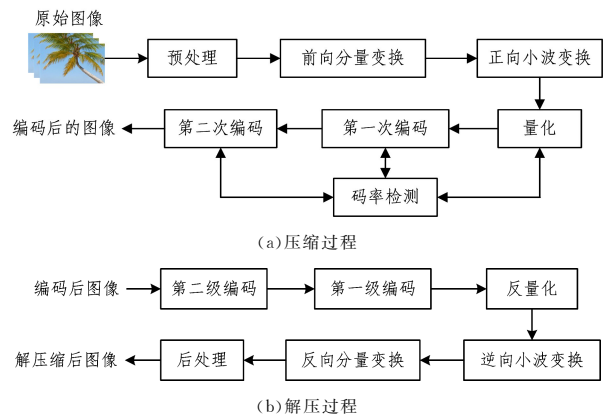 原始图像
预处理 前向分量变换 正向小波变换
编码后的图像 第二次编码 第一次编码 量化
码率检测
(a)压缩过程
编码后图像 第二级编码 第一级编码 反量化
解压缩后图像 后处理 反向分量变换 逆向小波变换
(b)解压过程